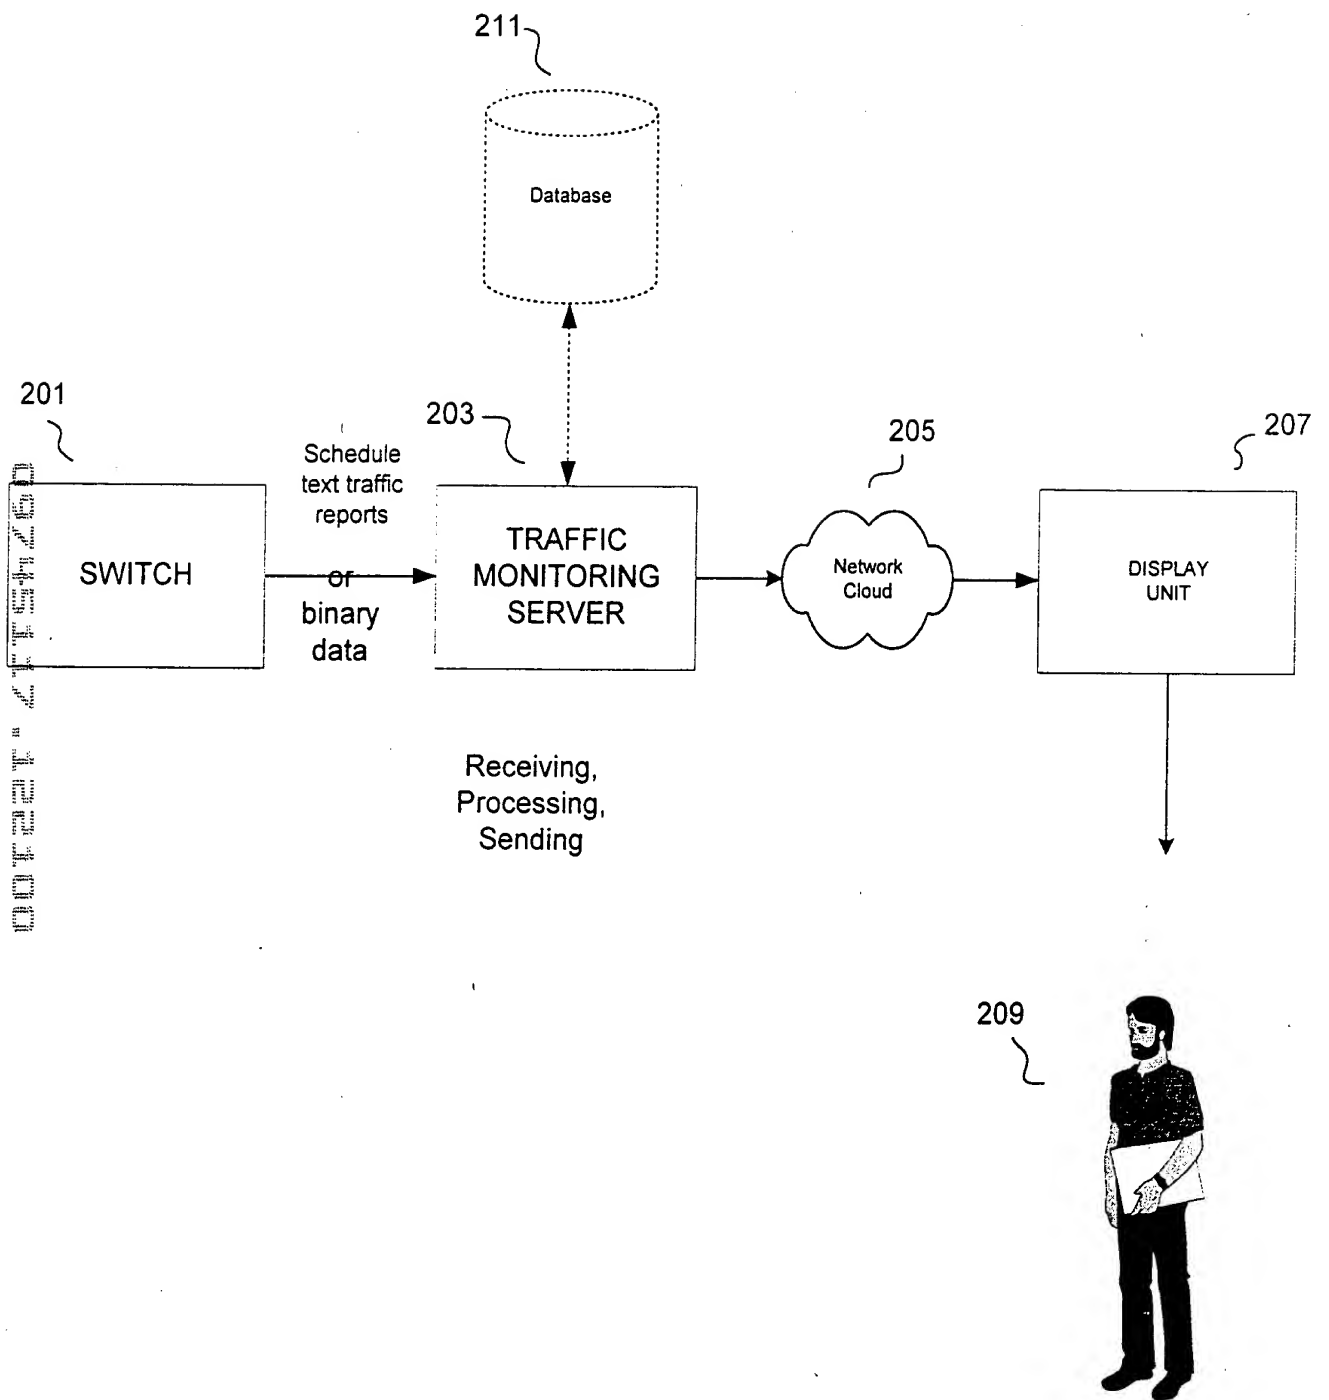 211
Database
201
203
205
207
Schedule
text traffic
reports
or
binary
data
SWITCH
TRAFFIC
MONITORING
SERVER
Network
Cloud
DISPLAY
UNIT
Receiving,
Processing,
Sending
209